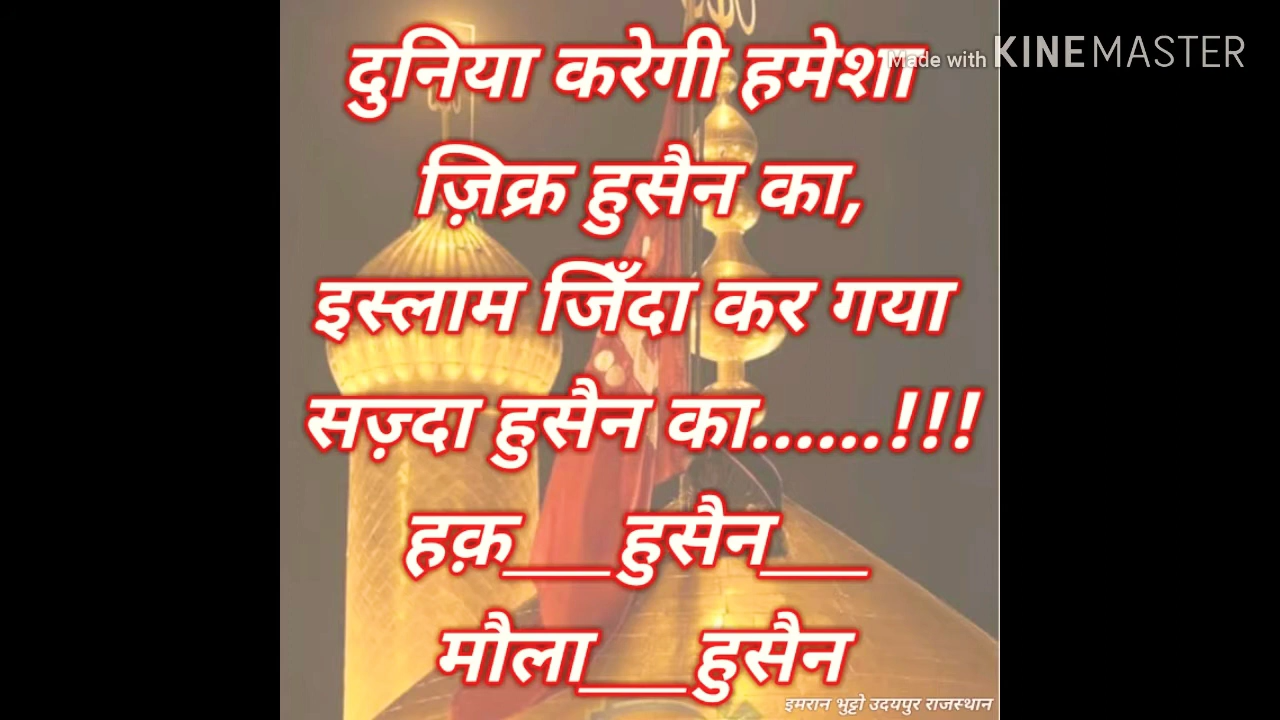 Made with KINEMASTER
दुनिया करेगी हमेशा
ज़िक्र हुसैन का,
इस्लाम जिँदा कर गया
सज़्दा हुसैन का......!!!
हक़___हुसैन___
मौला___हुसैन
इमरान भुट्टो उदयपुर राजस्थान